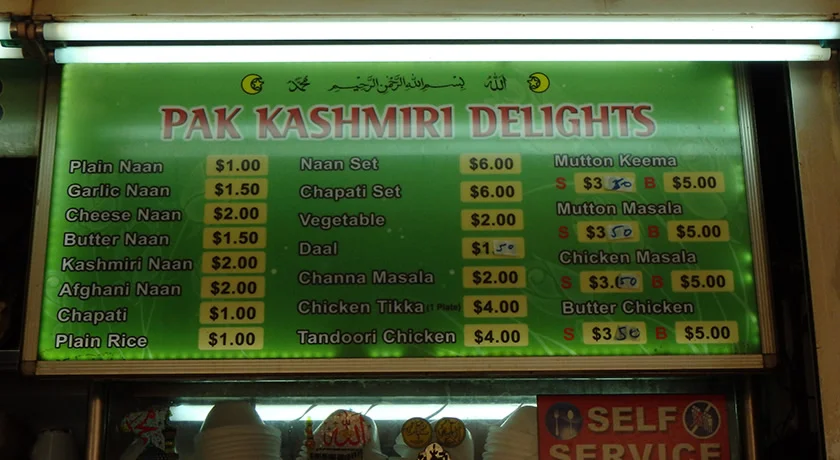 الله بسم الله الرحمن الرحيم محمد
PAK KASHMIRI DELIGHTS
Plain Naan $1.00
Garlic Naan $1.50
Cheese Naan $2.00
Butter Naan $1.50
Kashmiri Naan $2.00
Afghani Naan $2.00
Chapati $1.00
Plain Rice $1.00
Naan Set $6.00
Chapati Set $6.00
Vegetable $2.00
Daal $1.50
Channa Masala $2.00
Chicken Tikka (1 Plate) $4.00
Tandoori Chicken $4.00
Mutton Keema
S $3.50 B $5.00
Mutton Masala
S $3.50 B $5.00
Chicken Masala
S $3.50 B $5.00
Butter Chicken
S $3.50 B $5.00
الله
SELF
SERVICE